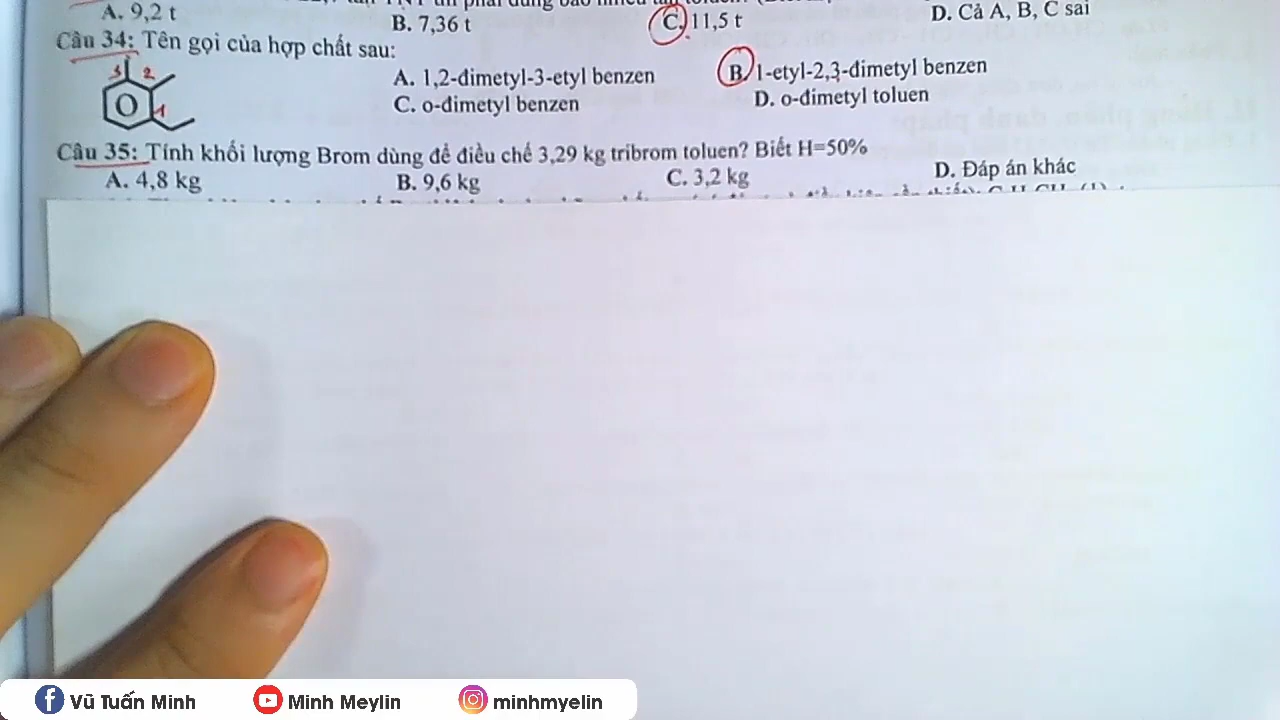 A. 9,2 t B. 7,36 t C. 11,5 t D. Cả A, B, C sai
Câu 34: Tên gọi của hợp chất sau:
3 2
A. 1,2-đimetyl-3-etyl benzen B. 1-etyl-2,3-đimetyl benzen
1
C. o-đimetyl benzen D. o-đimetyl toluen
Câu 35: Tính khối lượng Brom dùng để điều chế 3,29 kg tribrom toluen? Biết H=50%
A. 4,8 kg B. 9,6 kg C. 3,2 kg D. Đáp án khác
Vũ Tuấn Minh Minh Meylin minhmyelin